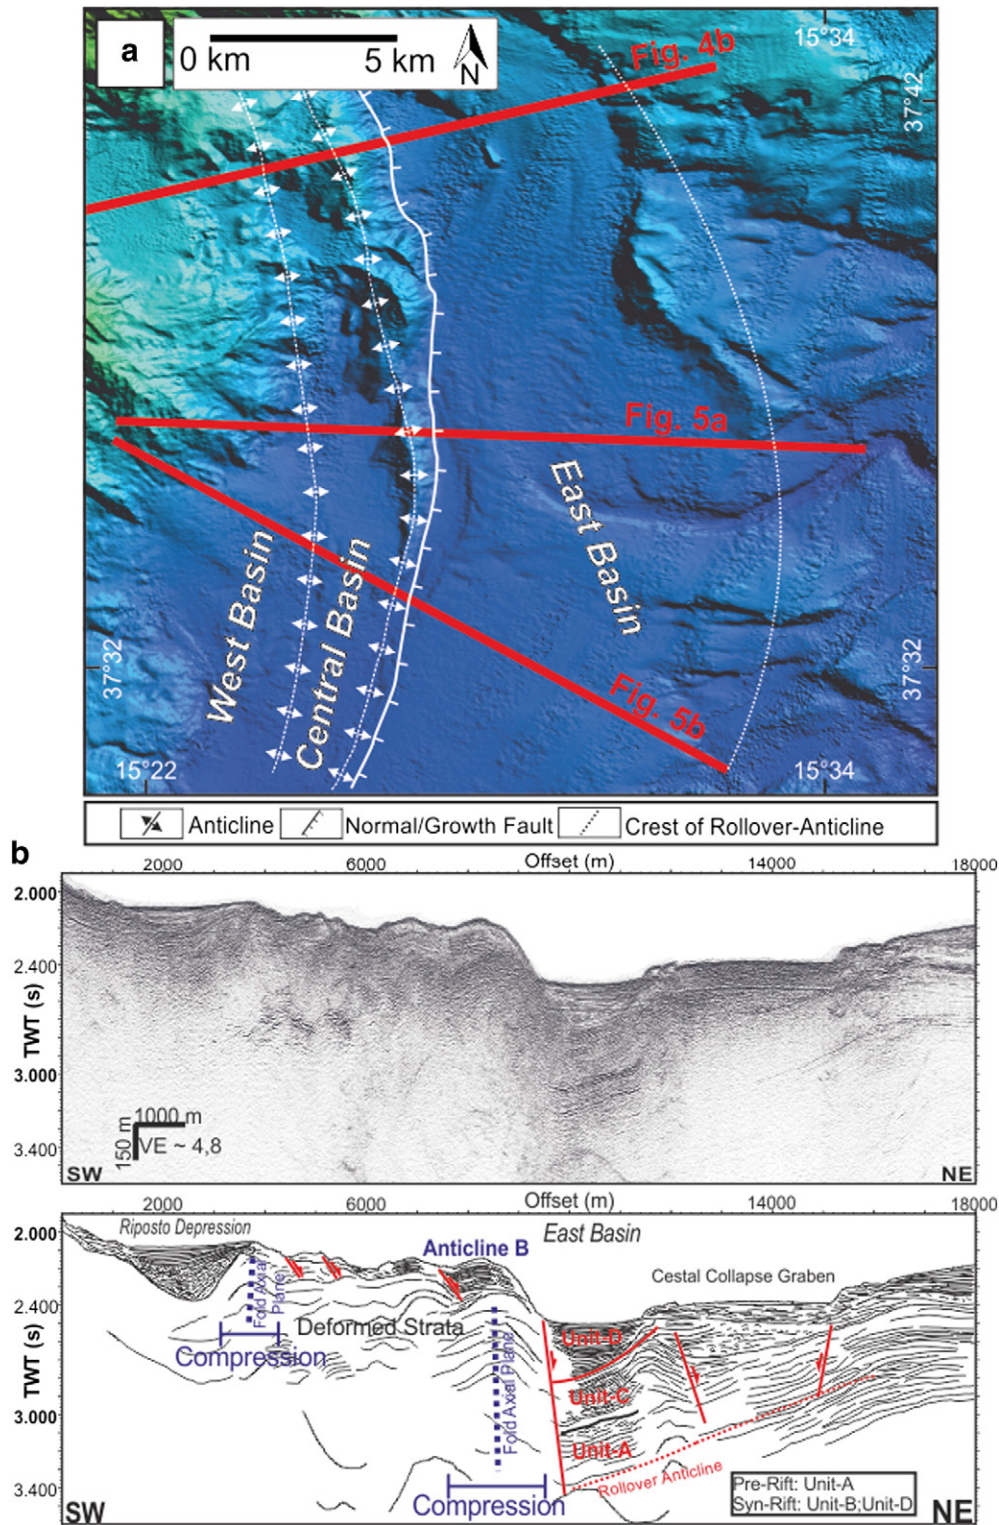 a
0 km 5 km
N
15°34
Fig. 4b
37°42
Fig. 5a
East Basin
West Basin
Central Basin
37°32
37°32
Fig. 5b
15°22
15°34
Anticline Normal/Growth Fault Crest of Rollover-Anticline
b
2000 6000 Offset (m) 14000 18000
2.000
2.400
TWT (s)
3.000
1000 m
150 m
VE ~ 4,8
3.400
SW NE
2000 6000 Offset (m) 14000 18000
2.000
Riposto Depression
East Basin
Anticline B
Cestal Collapse Graben
Fold Axial
Plane
2.400
Deformed Strata
Unit-D
Compression
TWT (s)
Fold Axial Plane
Unit-C
3.000
Unit-A
Rollover Anticline
3.400
Compression
Pre-Rift: Unit-A
Syn-Rift: Unit-B;Unit-D
SW NE